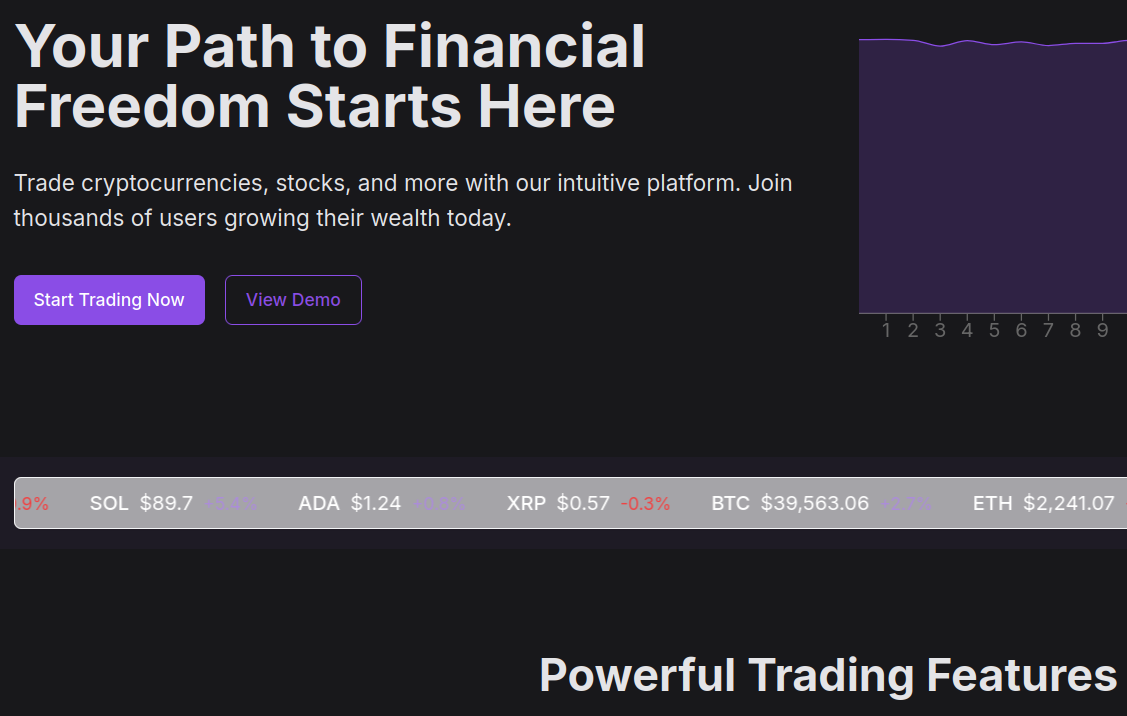 Your Path to Financial
Freedom Starts Here
Trade cryptocurrencies, stocks, and more with our intuitive platform. Join
thousands of users growing their wealth today.
Start Trading Now View Demo
1 2 3 4 5 6 7 8 9
.9% SOL $89.7 +5.4% ADA $1.24 +0.8% XRP $0.57 -0.3% BTC $39,563.06 +2.7% ETH $2,241.07
Powerful Trading Features